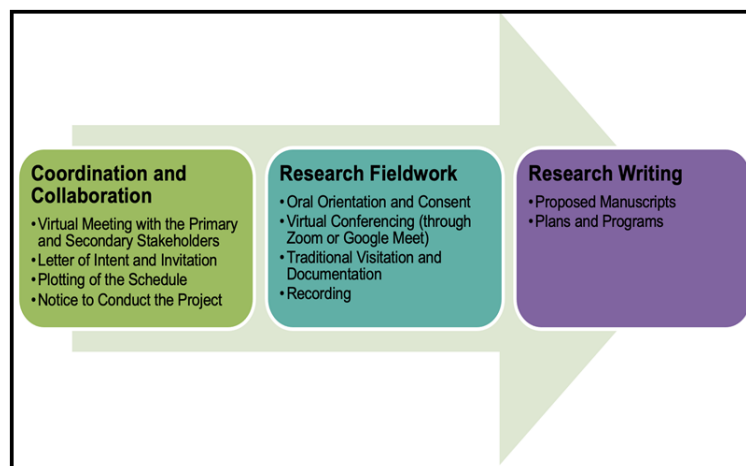 Coordination and
Collaboration
•Virtual Meeting with the Primary
and Secondary Stakeholders
•Letter of Intent and Invitation
•Plotting of the Schedule
•Notice to Conduct the Project
Research Fieldwork
•Oral Orientation and Consent
•Virtual Conferencing (through
Zoom or Google Meet)
•Traditional Visitation and
Documentation
•Recording
Research Writing
•Proposed Manuscripts
•Plans and Programs